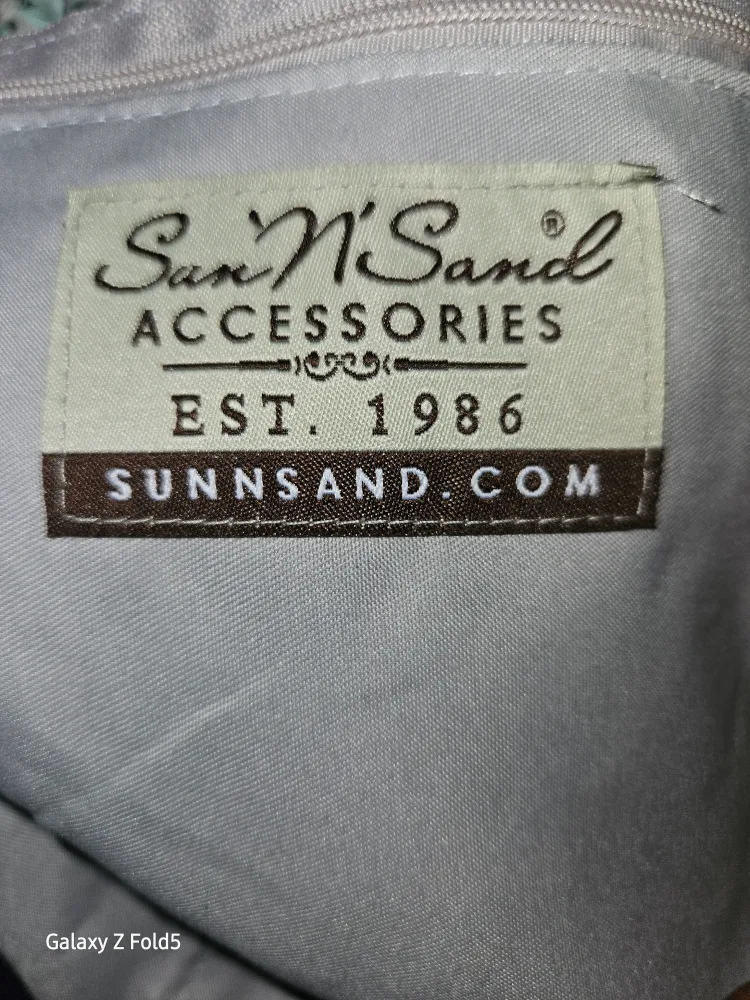 Sun 'N' Sand®
ACCESSORIES
EST. 1986
SUNNSAND.COM
Galaxy Z Fold5